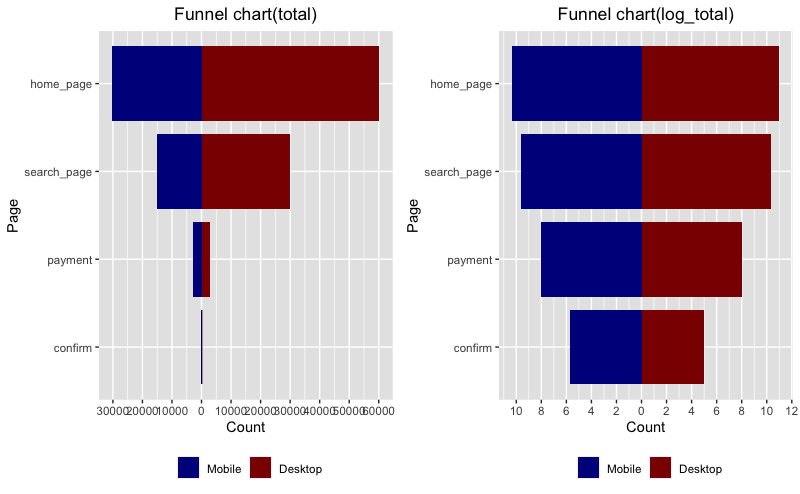 Funnel chart(total)
home_page
search_page
payment
confirm
Page
30000 20000 10000 0 10000 20000 30000 40000 50000 60000
Count
Mobile Desktop
Funnel chart(log_total)
home_page
search_page
payment
confirm
Page
10 8 6 4 2 0 2 4 6 8 10 12
Count
Mobile Desktop